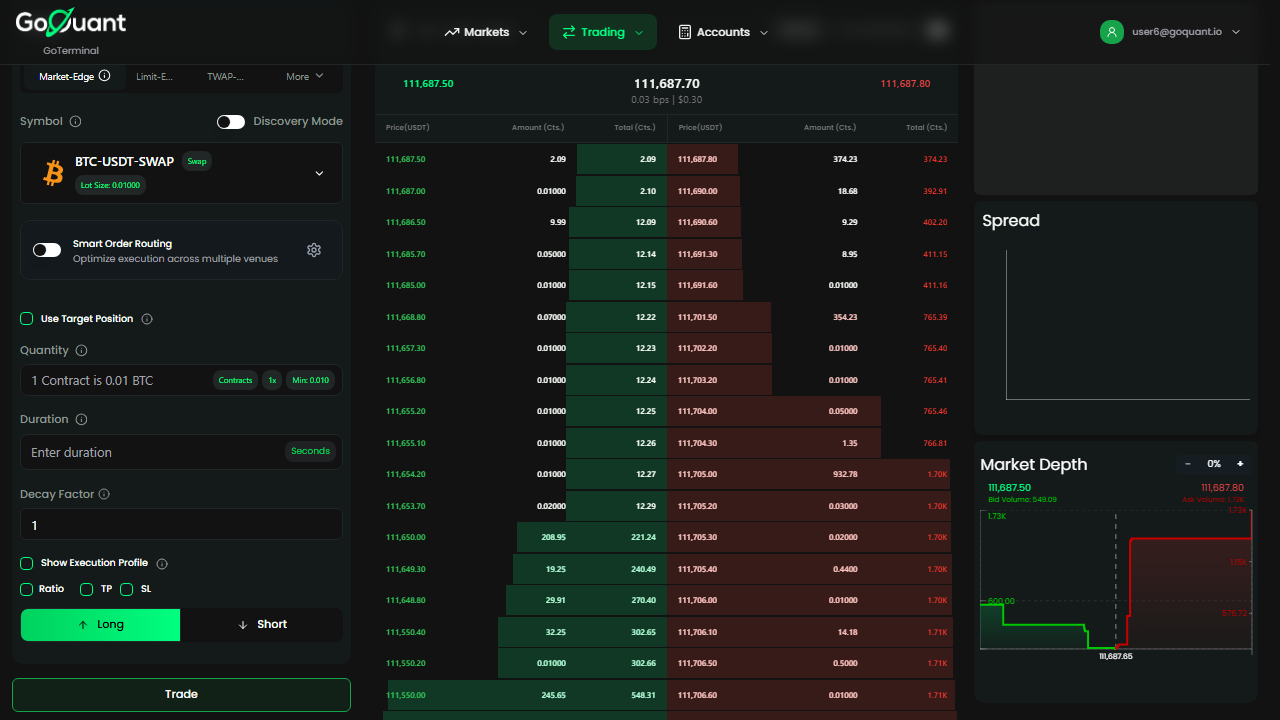 GoQuant
GoTerminal
Markets
Trading
Accounts
user6@goquant.io
Market-Edge
Limit-E...
TWAP-...
More
Symbol
Discovery Mode
BTC-USDT-SWAP
Swap
Lot Size: 0.01000
Smart Order Routing
Optimize execution across multiple venues
Use Target Position
Quantity
1 Contract is 0.01 BTC
Contracts
1x
Min: 0.010
Duration
Enter duration
Seconds
Decay Factor
1
Show Execution Profile
Ratio
TP
SL
Long
Short
Trade
111,687.50
111,687.70
111,687.80
0.03 bps | $0.30
Price(USDT) Amount (Cts.) Total (Cts.) Price(USDT) Amount (Cts.) Total (Cts.)
111,687.50 2.09 2.09 111,687.80 374.23 374.23
111,687.00 0.01000 2.10 111,690.00 18.68 392.91
111,686.50 9.99 12.09 111,690.60 9.29 402.20
111,685.70 0.05000 12.14 111,691.30 8.95 411.15
111,685.00 0.01000 12.15 111,691.60 0.01000 411.16
111,668.80 0.07000 12.22 111,701.50 354.23 765.39
111,657.30 0.01000 12.23 111,702.20 0.01000 765.40
111,656.80 0.01000 12.24 111,703.20 0.01000 765.41
111,655.20 0.01000 12.25 111,704.00 0.05000 765.46
111,655.10 0.01000 12.26 111,704.30 1.35 766.81
111,654.20 0.01000 12.27 111,705.00 932.78 1.70K
111,653.70 0.02000 12.29 111,705.20 0.03000 1.70K
111,650.00 208.95 221.24 111,705.30 0.02000 1.70K
111,649.30 19.25 240.49 111,705.40 0.4400 1.70K
111,648.80 29.91 270.40 111,706.00 0.01000 1.70K
111,550.40 32.25 302.65 111,706.10 14.18 1.71K
111,550.20 0.01000 302.66 111,706.50 0.5000 1.71K
111,550.00 245.65 548.31 111,706.60 0.01000 1.71K
Spread
Market Depth
−
0%
+
111,687.50
111,687.80
Bid Volume: 549.09
Ask Volume: 1.73K
1.73K
1.73K
1.15K
600.00
576.72
111,687.65